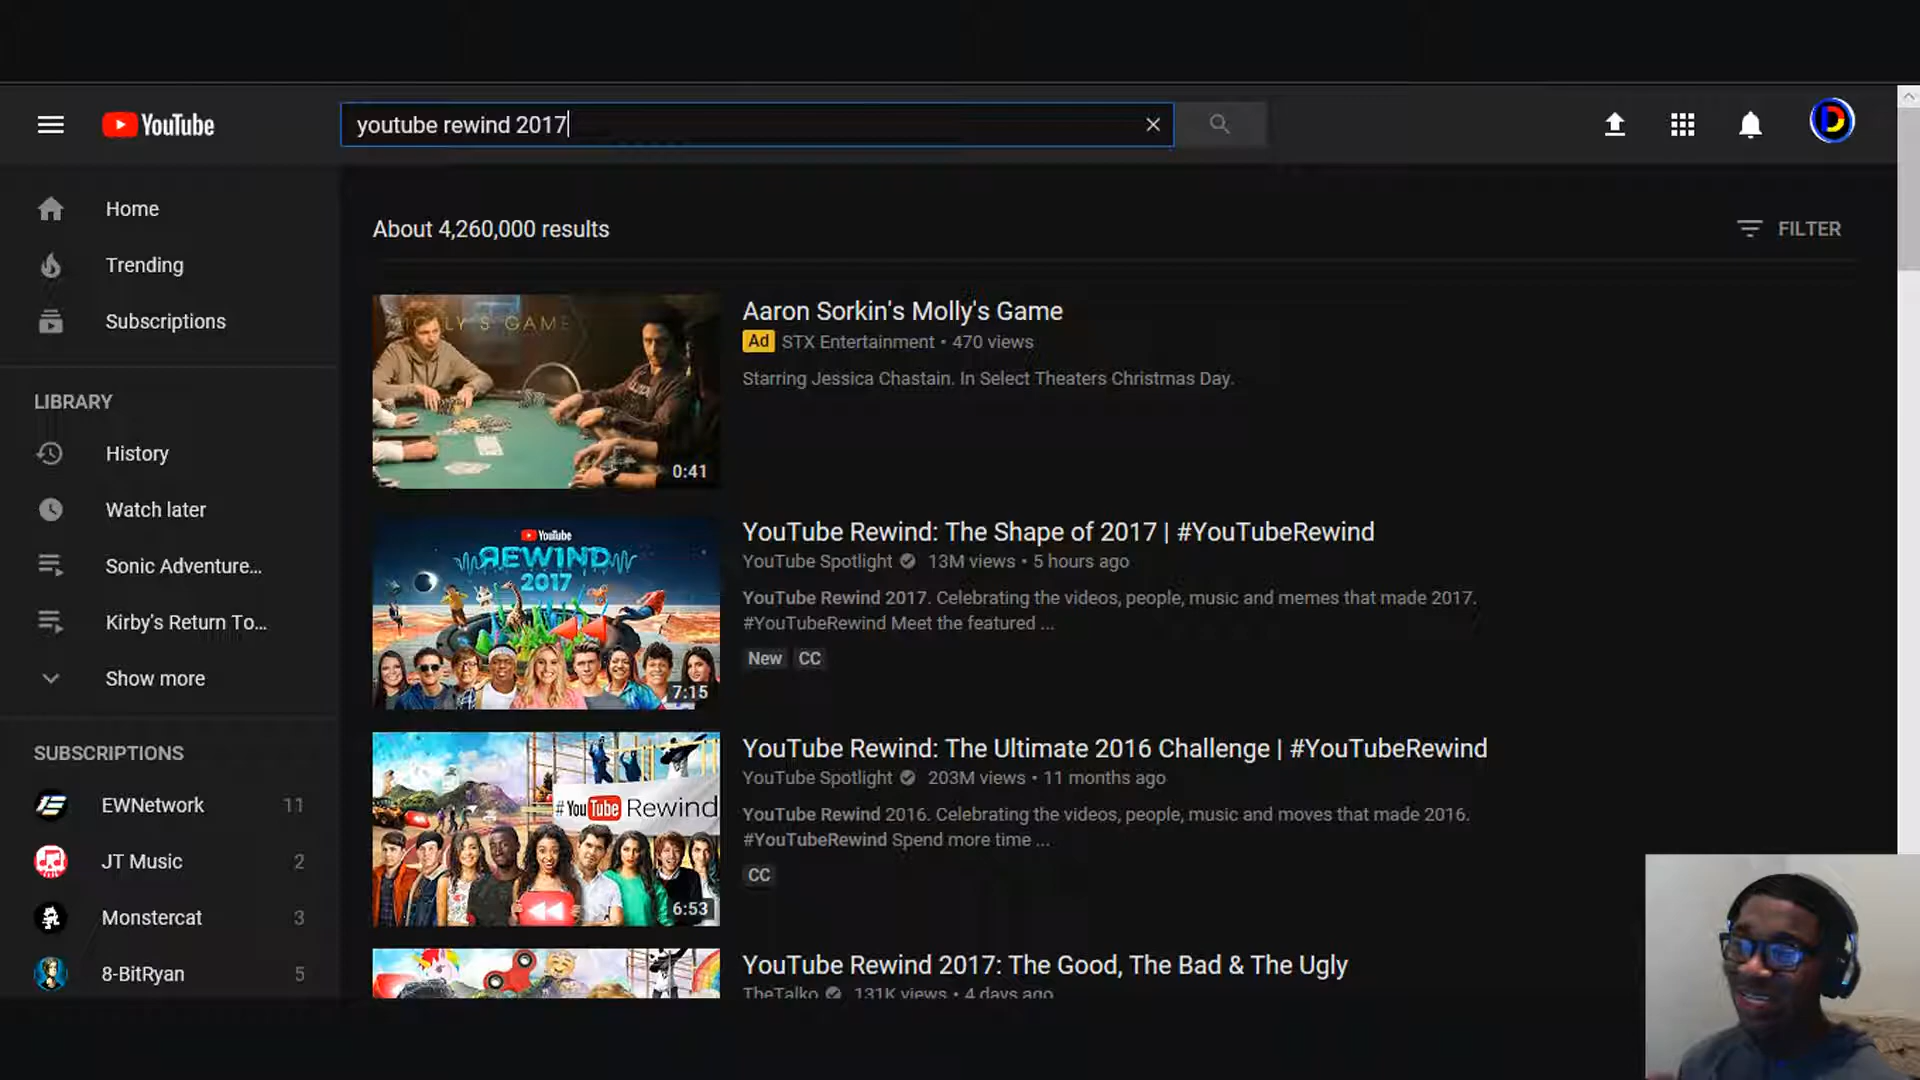 YouTube
youtube rewind 2017
Home
Trending
Subscriptions
LIBRARY
History
Watch later
Sonic Adventure...
Kirby's Return To...
Show more
SUBSCRIPTIONS
EWNetwork 11
JT Music 2
Monstercat 3
8-BitRyan 5
About 4,260,000 results
FILTER
MOLLY'S GAME
0:41
Aaron Sorkin's Molly's Game
Ad STX Entertainment • 470 views
Starring Jessica Chastain. In Select Theaters Christmas Day.
YouTube
REWIND
2017
7:15
YouTube Rewind: The Shape of 2017 | #YouTubeRewind
YouTube Spotlight 13M views • 5 hours ago
YouTube Rewind 2017. Celebrating the videos, people, music and memes that made 2017.
#YouTubeRewind Meet the featured ...
New CC
#YouTube Rewind
6:53
YouTube Rewind: The Ultimate 2016 Challenge | #YouTubeRewind
YouTube Spotlight 203M views • 11 months ago
YouTube Rewind 2016. Celebrating the videos, people, music and moves that made 2016.
#YouTubeRewind Spend more time ...
CC
YouTube Rewind 2017: The Good, The Bad & The Ugly
TheTalko 131K views • 4 days ago